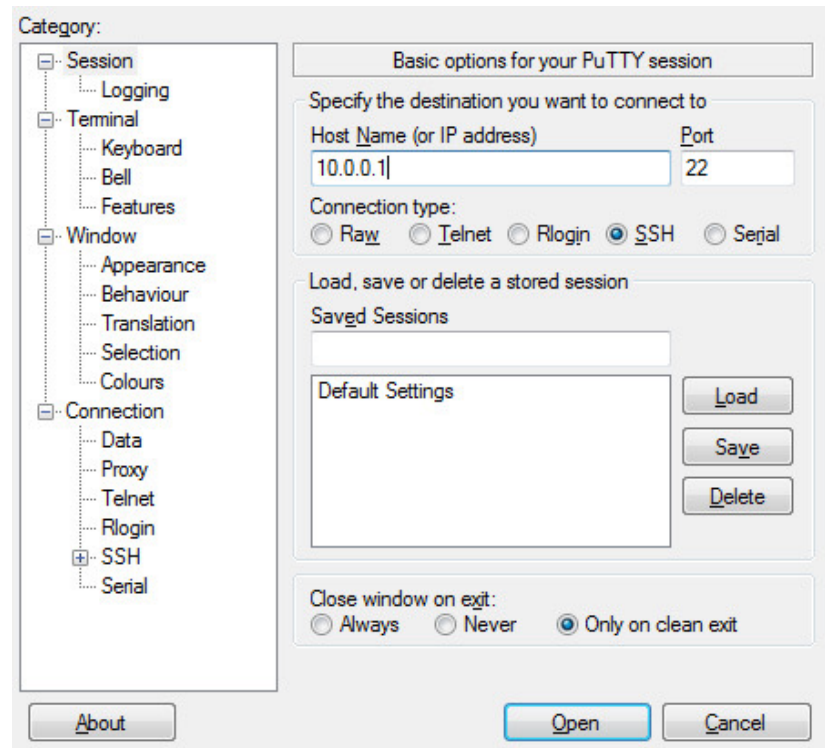 Category:
Session
Logging
Terminal
Keyboard
Bell
Features
Window
Appearance
Behaviour
Translation
Selection
Colours
Connection
Data
Proxy
Telnet
Rlogin
SSH
Serial
Basic options for your PuTTY session
Specify the destination you want to connect to
Host Name (or IP address) Port
10.0.0.1 22
Connection type:
Raw Telnet Rlogin SSH Serial
Load, save or delete a stored session
Saved Sessions
Default Settings
Load
Save
Delete
Close window on exit:
Always Never Only on clean exit
About Open Cancel